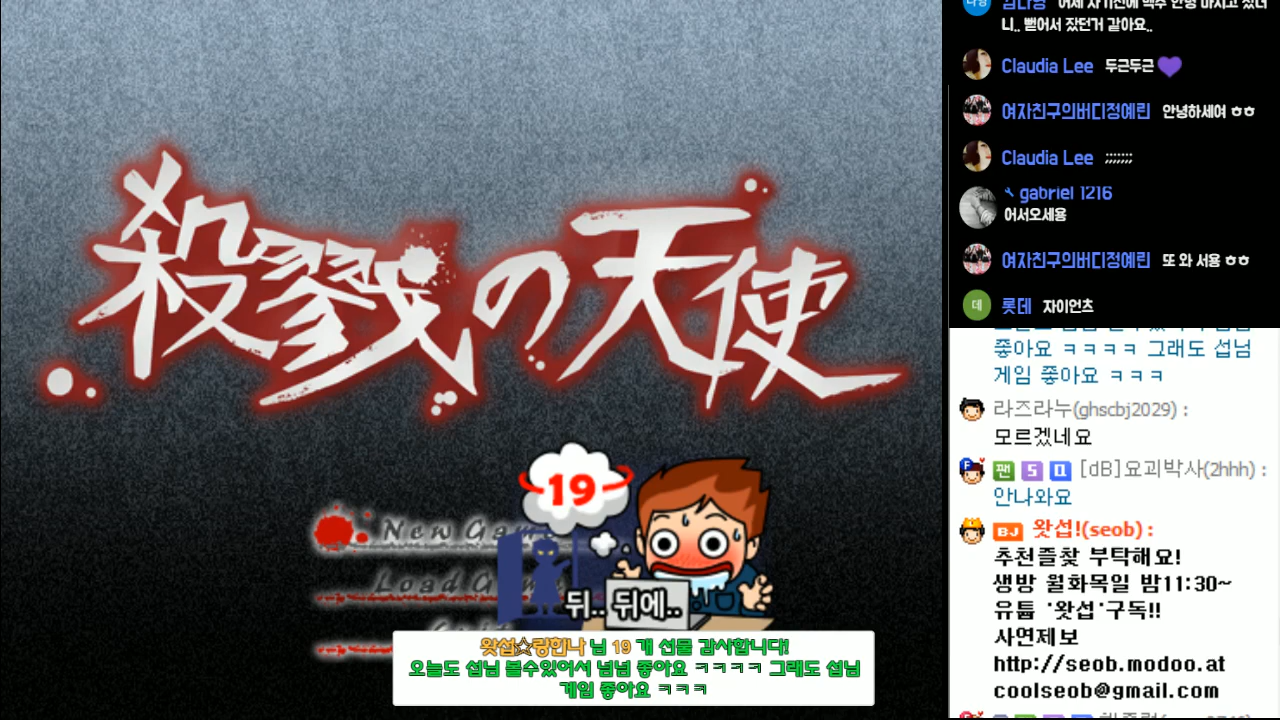 殺戮の天使
New Game
Load Game
19
뒤.. 뒤에..
왓섭☆링힌나 님 19 개 선물 감사합니다!
오늘도 섭님 볼수있어서 넘넘 좋아요 ㅋㅋㅋㅋ 그래도 섭님
게임 좋아요 ㅋㅋㅋ
니.. 뻗어서 잤던거 같아요..
Claudia Lee 두근두근💜
여자친구의버디정예린 안녕하세여 ㅎㅎ
Claudia Lee ;;;;;;;
gabriel 1216
어서오세용
여자친구의버디정예린 또 와 서용 ㅎㅎ
데 롯데 자이언츠
좋아요 ㅋㅋㅋㅋ 그래도 섭님
게임 좋아요 ㅋㅋㅋ
라즈라누(ghscbj2029) :
모르겠네요
팬 S Q [dB]요괴박사(2hhh) :
안나와요
BJ 왓섭!(seob) :
추천즐찾 부탁해요!
생방 월화목일 밤11:30~
유튭 '왓섭'구독!!
사연제보
http://seob.modoo.at
coolseob@gmail.com